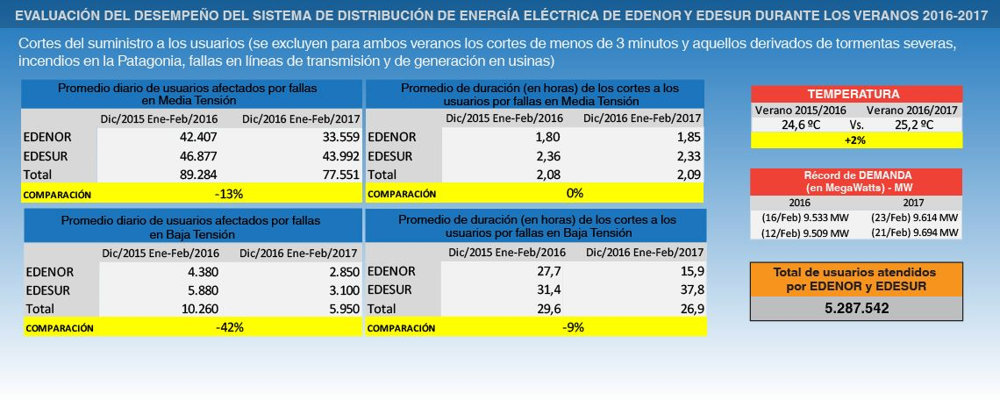 EVALUACIÓN DEL DESEMPEÑO DEL SISTEMA DE DISTRIBUCIÓN DE ENERGÍA ELÉCTRICA DE EDENOR Y EDESUR DURANTE LOS VERANOS 2016-2017
Cortes del suministro a los usuarios (se excluyen para ambos veranos los cortes de menos de 3 minutos y aquellos derivados de tormentas severas,
incendios en la Patagonia, fallas en líneas de transmisión y de generación en usinas)
Promedio diario de usuarios afectados por fallas
en Media Tensión
Dic/2015 Ene-Feb/2016 Dic/2016 Ene-Feb/2017
EDENOR 42.407 33.559
EDESUR 46.877 43.992
Total 89.284 77.551
COMPARACIÓN -13%
Promedio de duración (en horas) de los cortes a los
usuarios por fallas en Media Tensión
Dic/2015 Ene-Feb/2016 Dic/2016 Ene-Feb/2017
EDENOR 1,80 1,85
EDESUR 2,36 2,33
Total 2,08 2,09
COMPARACIÓN 0%
Promedio diario de usuarios afectados por fallas
en Baja Tensión
Dic/2015 Ene-Feb/2016 Dic/2016 Ene-Feb/2017
EDENOR 4.380 2.850
EDESUR 5.880 3.100
Total 10.260 5.950
COMPARACIÓN -42%
Promedio de duración (en horas) de los cortes a los
usuarios por fallas en Baja Tensión
Dic/2015 Ene-Feb/2016 Dic/2016 Ene-Feb/2017
EDENOR 27,7 15,9
EDESUR 31,4 37,8
Total 29,6 26,9
COMPARACIÓN -9%
TEMPERATURA
Verano 2015/2016 Verano 2016/2017
24,6 ºC Vs. 25,2 ºC
+2%
Récord de DEMANDA
(en MegaWatts) - MW
2016 2017
(16/Feb) 9.533 MW (23/Feb) 9.614 MW
(12/Feb) 9.509 MW (21/Feb) 9.694 MW
Total de usuarios atendidos
por EDENOR y EDESUR
5.287.542